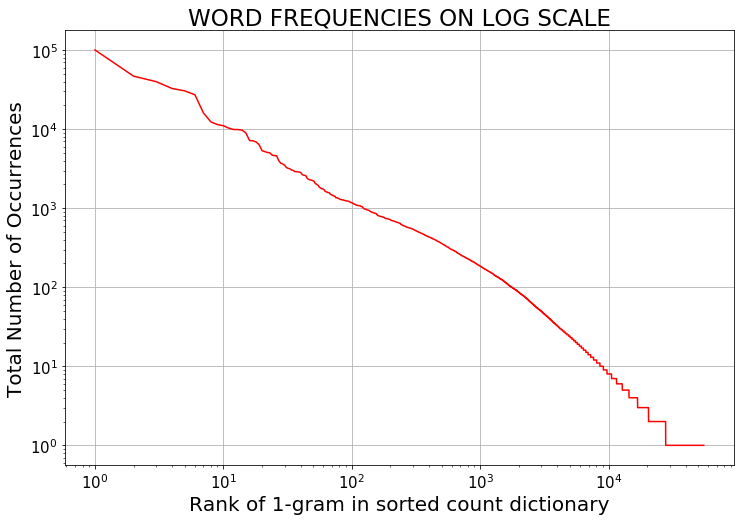 WORD FREQUENCIES ON LOG SCALE
Total Number of Occurrences
10^5
10^4
10^3
10^2
10^1
10^0
10^0 10^1 10^2 10^3 10^4
Rank of 1-gram in sorted count dictionary